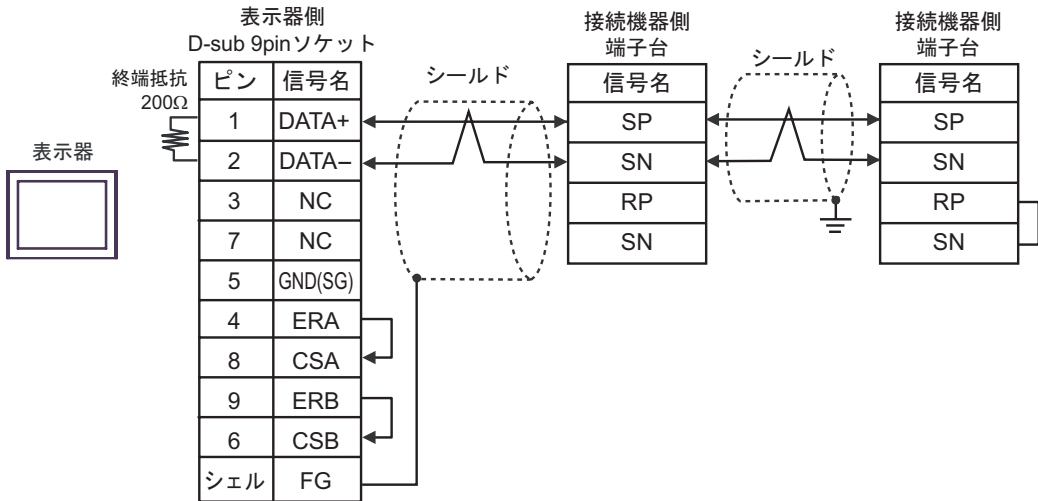 表示器側
D-sub 9pinソケット
接続機器側
端子台
接続機器側
端子台
終端抵抗
200Ω
シールド
シールド
表示器
ピン 信号名
1 DATA+
2 DATA−
3 NC
7 NC
5 GND(SG)
4 ERA
8 CSA
9 ERB
6 CSB
シェル FG
信号名
SP
SN
RP
SN
信号名
SP
SN
RP
SN